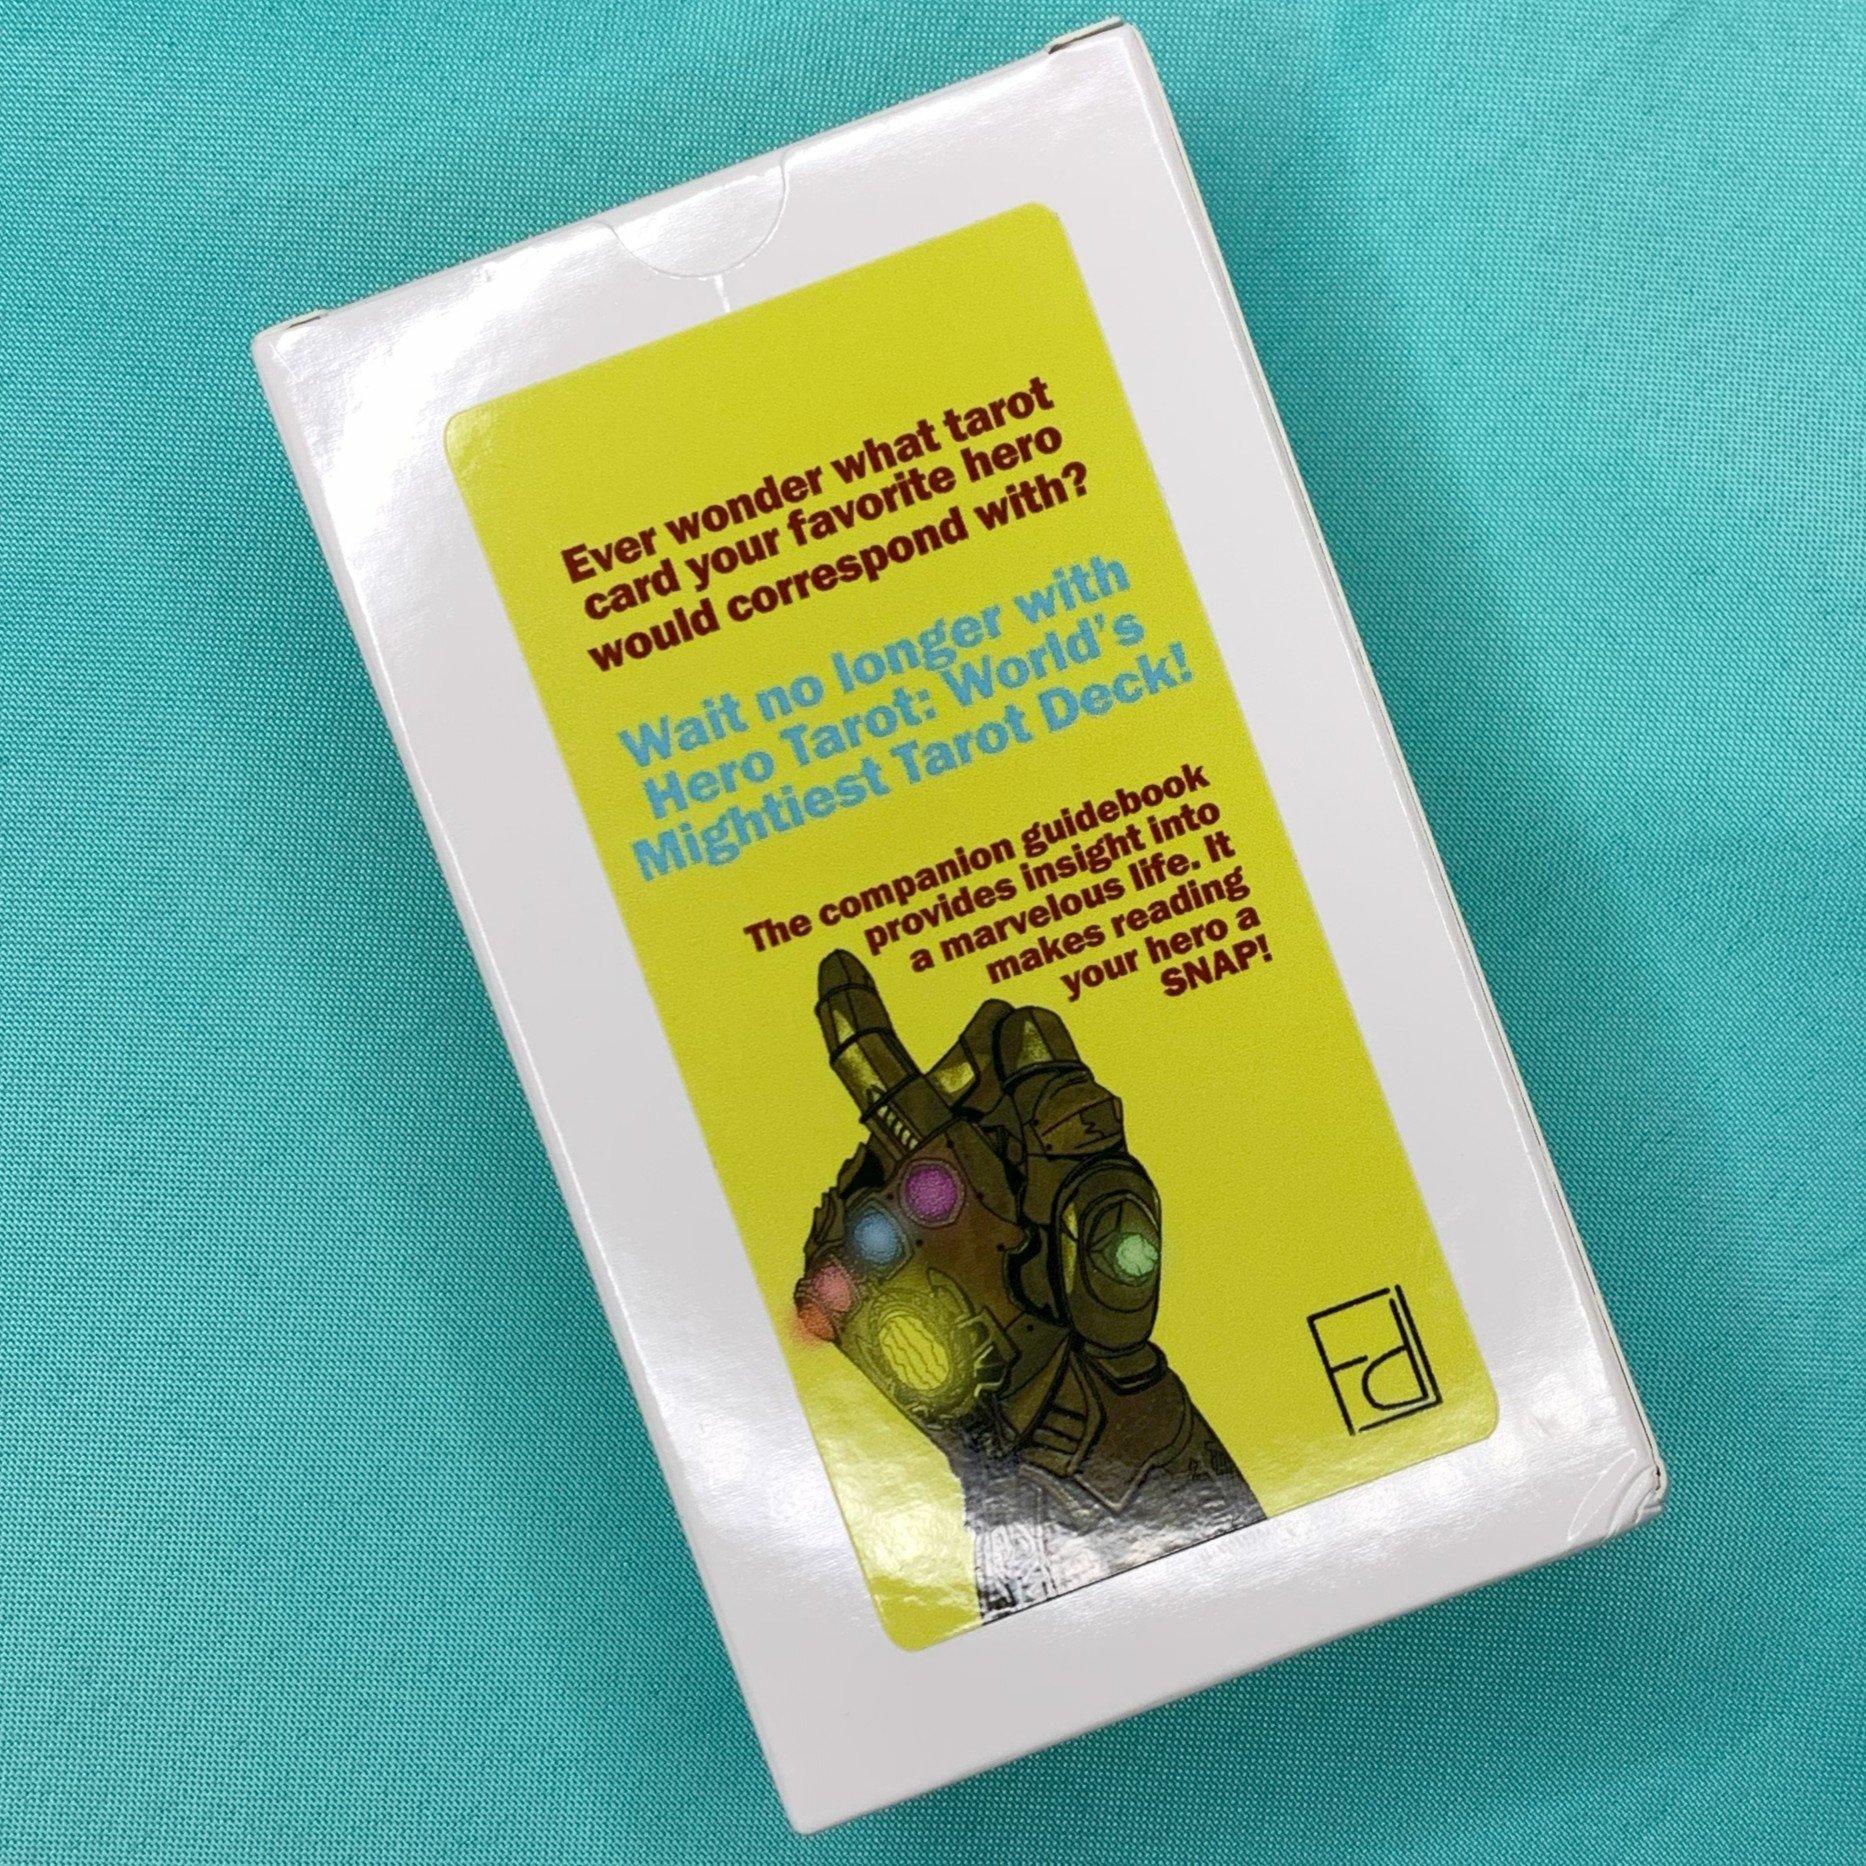 Ever wonder what tarot
card your favorite hero
would correspond with?
Wait no longer with
Hero Tarot: World's
Mightiest Tarot Deck!
The companion guidebook
provides insight into
a marvelous life. It
makes reading
your hero a
SNAP!